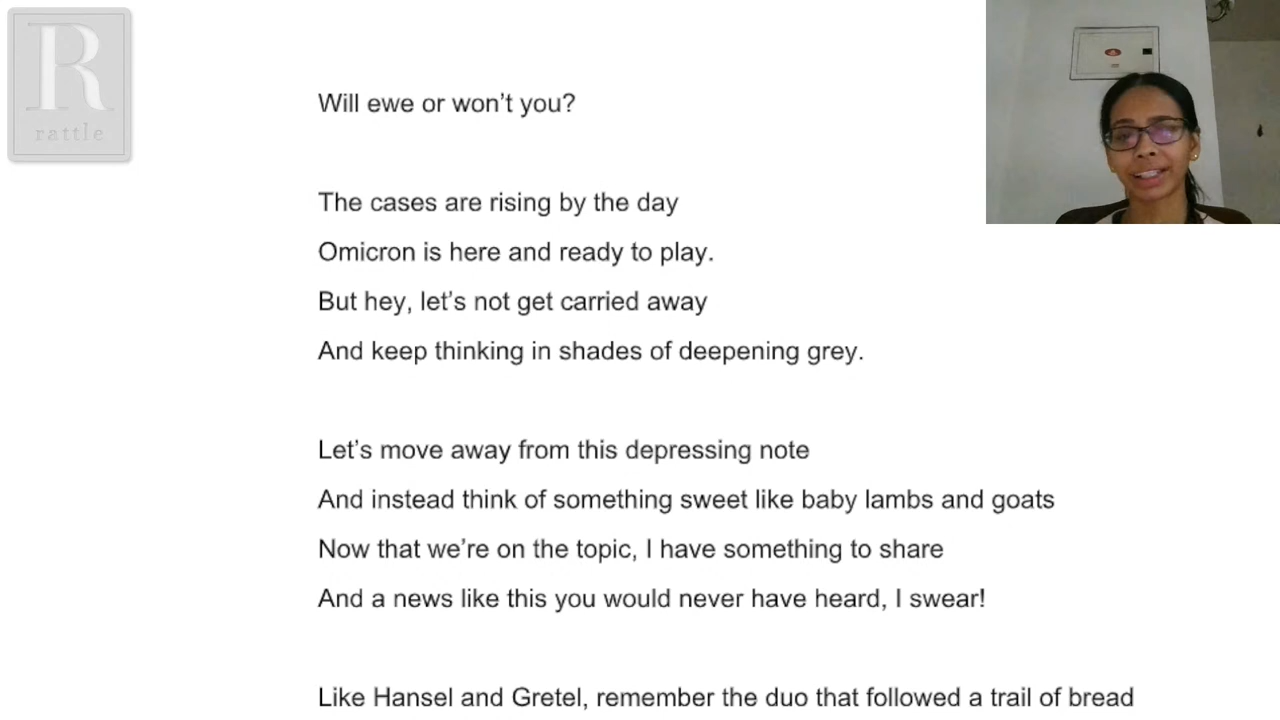 R
rattle
Will ewe or won't you?
The cases are rising by the day
Omicron is here and ready to play.
But hey, let's not get carried away
And keep thinking in shades of deepening grey.
Let's move away from this depressing note
And instead think of something sweet like baby lambs and goats
Now that we're on the topic, I have something to share
And a news like this you would never have heard, I swear!
Like Hansel and Gretel, remember the duo that followed a trail of bread